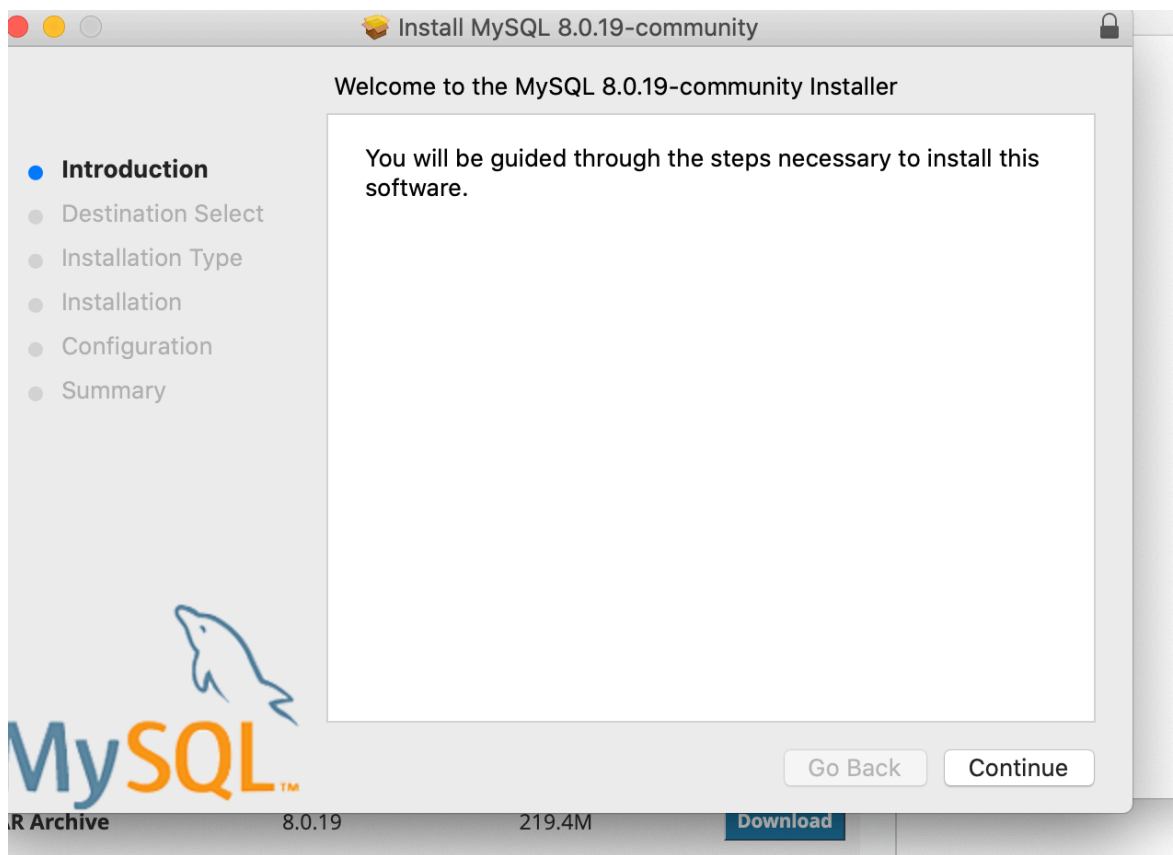 Install MySQL 8.0.19-community
Welcome to the MySQL 8.0.19-community Installer
Introduction
Destination Select
Installation Type
Installation
Configuration
Summary
You will be guided through the steps necessary to install this
software.
MySQL™
Go Back
Continue
AR Archive 8.0.19 219.4M Download